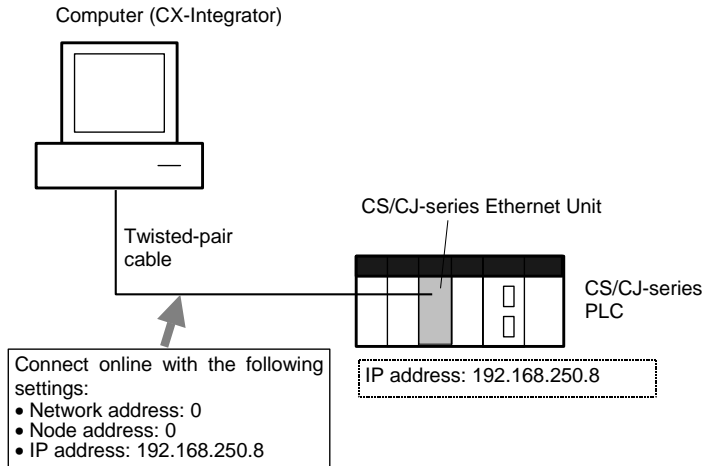 Computer (CX-Integrator)
CS/CJ-series Ethernet Unit
Twisted-pair
cable
CS/CJ-series
PLC
Connect online with the following
settings:
• Network address: 0
• Node address: 0
• IP address: 192.168.250.8
IP address: 192.168.250.8